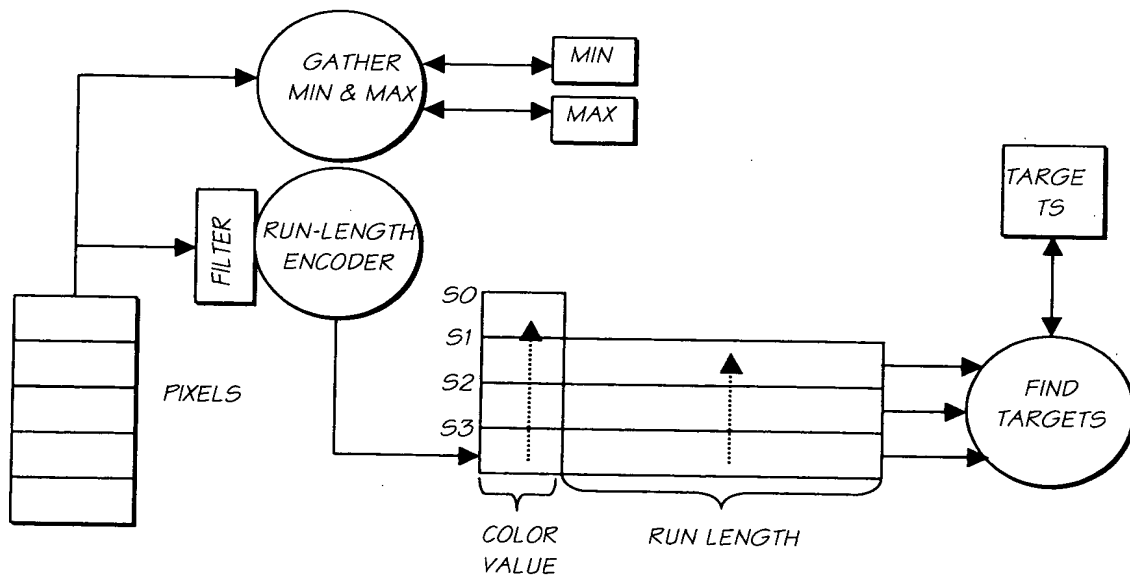 GATHER
MIN & MAX
MIN
MAX
TARGE
TS
FILTER
RUN-LENGTH
ENCODER
S0
S1
S2
S3
PIXELS
FIND
TARGETS
COLOR
VALUE
RUN LENGTH